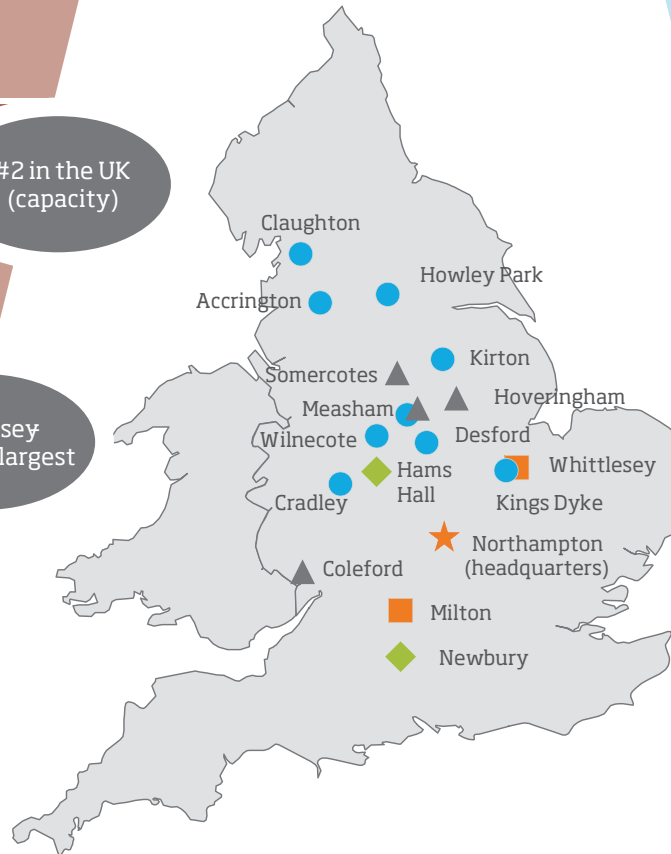 #2 in the UK
(capacity)
Claughton
Howley Park
Accrington
Kirton
Somercotes
Hoveringham
Measham
Wilnecote
Desford
largest
Hams
Hall
Whittlesey
Cradley
Kings Dyke
Northampton
(headquarters)
Coleford
Milton
Newbury